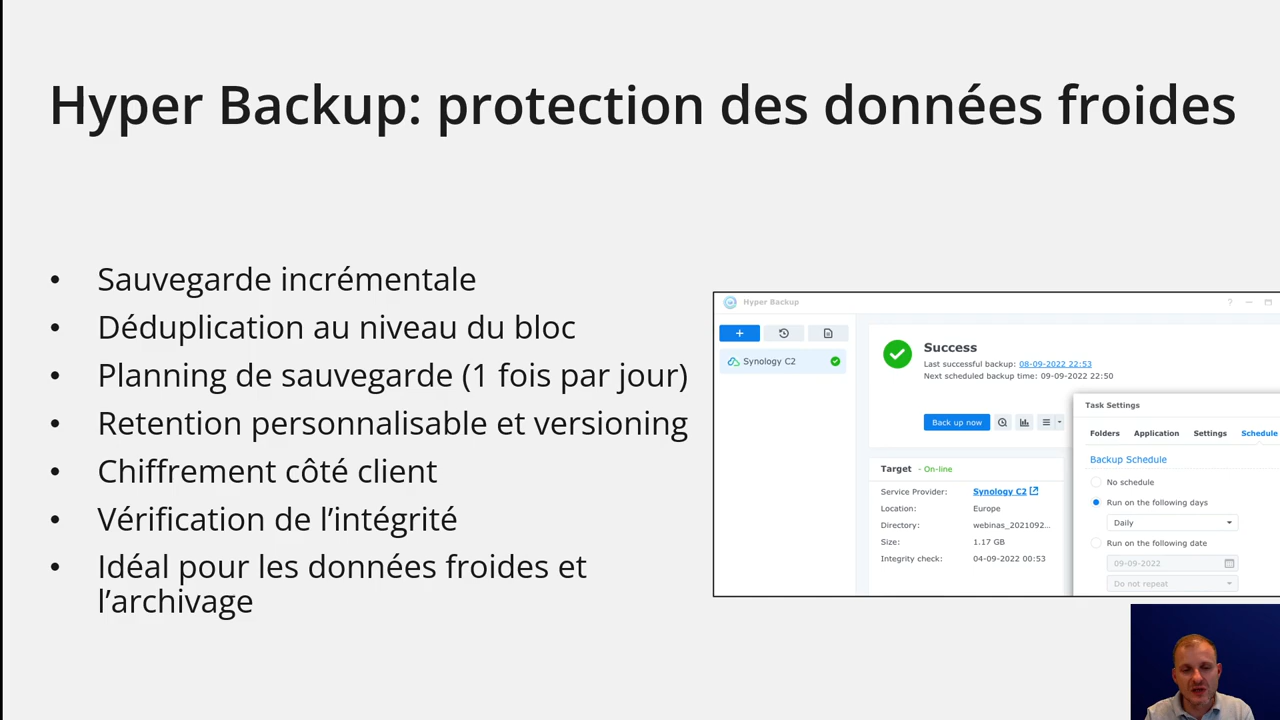 Hyper Backup: protection des données froides
• Sauvegarde incrémentale
• Déduplication au niveau du bloc
• Planning de sauvegarde (1 fois par jour)
• Retention personnalisable et versioning
• Chiffrement côté client
• Vérification de l’intégrité
• Idéal pour les données froides et
l’archivage
Hyper Backup
Synology C2
Success
Last successful backup: 08-09-2022 22:53
Next scheduled backup time: 09-09-2022 22:50
Back up now
Target - On-line
Service Provider: Synology C2
Location: Europe
Directory: webinas_2021092...
Size: 1.17 GB
Integrity check: 04-09-2022 00:53
Task Settings
Folders Application Settings Schedule
Backup Schedule
No schedule
Run on the following days
Daily
Run on the following date
09-09-2022
Do not repeat